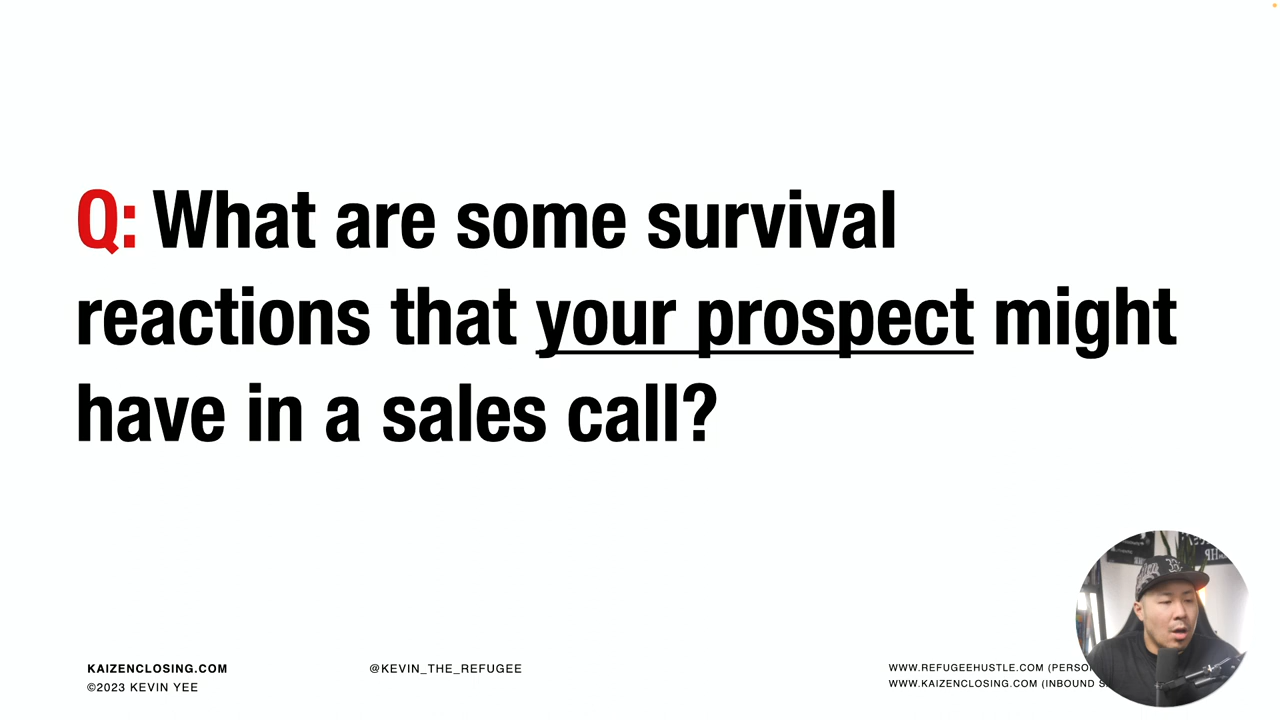 Q: What are some survival
reactions that your prospect might
have in a sales call?
KAIZENCLOSING.COM
©2023 KEVIN YEE
@KEVIN_THE_REFUGEE
WWW.REFUGEEHUSTLE.COM
WWW.KAIZENCLOSING.COM (INBOUND